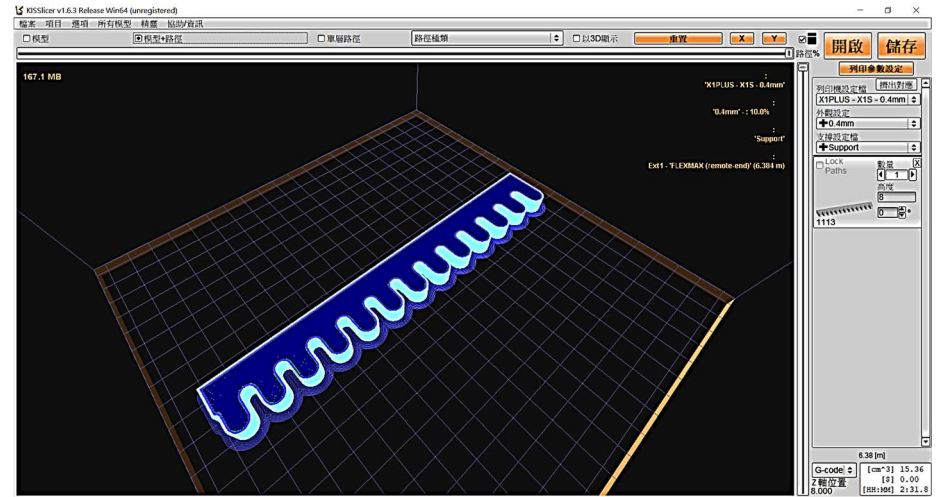 KISSlicer v1.6.3 Release Win64 (unregistered)
檔案 項目 選項 所有模型 精靈 協助/資訊
模型 模型+路徑 單層路徑 路徑種類 以3D顯示 重置 X Y 路徑% 開啟 儲存
167.1 MB
:
'X1PLUS - X1S - 0.4mm'
:
'0.4mm' - : 10.0%
:
'Support'
:
Ext1 - 'FLEXMAX (remote-end)' (6.384 m)
列印參數設定
列印機設定檔 擠出對應
X1PLUS - X1S - 0.4mm
外觀設定
+0.4mm
支撐設定檔
+Support
Lock
Paths
數量 X
1
高度
8
0 °
1113
6.38 [m]
G-code
Z軸位置
8.000
[cm^3] 15.36
[$] 0.00
[HH:MM] 2:31.8